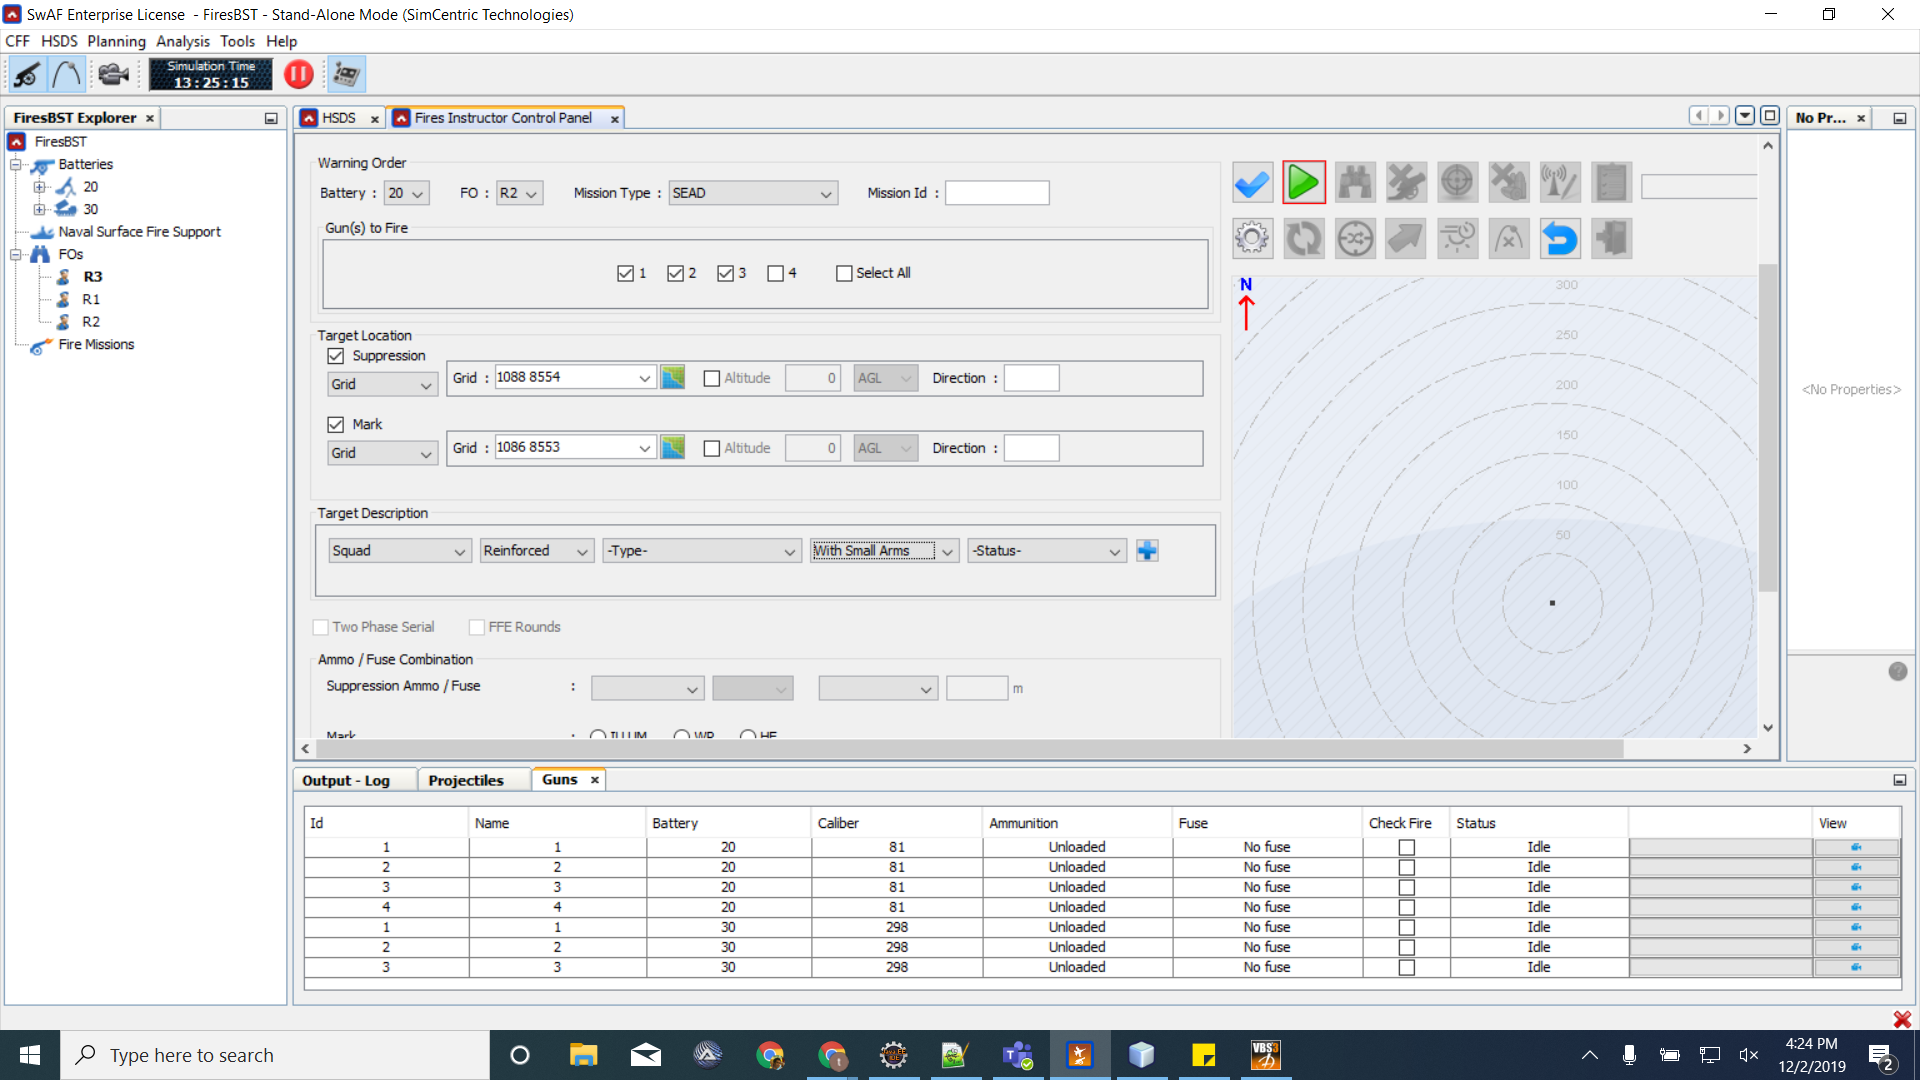 SwAF Enterprise License - FiresBST - Stand-Alone Mode (SimCentric Technologies)
CFF HSDS Planning Analysis Tools Help
Simulation Time
13:25:15
FiresBST Explorer
HSDS
Fires Instructor Control Panel
No Pr...
FiresBST
Batteries
20
30
Naval Surface Fire Support
FOs
R3
R1
R2
Fire Missions
Warning Order
Battery : 20 FO : R2 Mission Type : SEAD Mission Id :
Gun(s) to Fire
1 2 3 4 Select All
Target Location
Suppression
Grid Grid : 1088 8554 Altitude 0 AGL Direction :
Mark
Grid Grid : 1086 8553 Altitude 0 AGL Direction :
Target Description
Squad Reinforced -Type- With Small Arms -Status-
Two Phase Serial FFE Rounds
Ammo / Fuse Combination
Suppression Ammo / Fuse : m
Mark : ILLUM WP HE
N
300
250
200
150
100
50
<No Properties>
Output - Log Projectiles Guns
Id Name Battery Caliber Ammunition Fuse Check Fire Status View
1 1 20 81 Unloaded No fuse Idle
2 2 20 81 Unloaded No fuse Idle
3 3 20 81 Unloaded No fuse Idle
4 4 20 81 Unloaded No fuse Idle
1 1 30 298 Unloaded No fuse Idle
2 2 30 298 Unloaded No fuse Idle
3 3 30 298 Unloaded No fuse Idle
Type here to search
VBS3
4:24 PM
12/2/2019
2